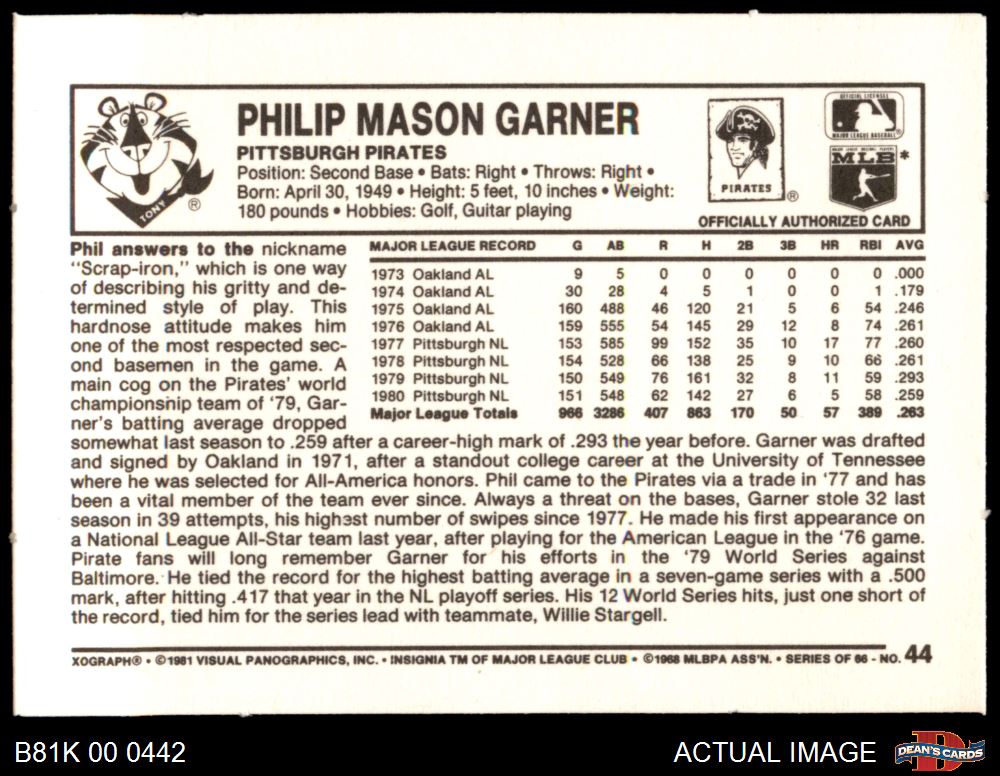 PHILIP MASON GARNER
PITTSBURGH PIRATES
Position: Second Base • Bats: Right • Throws: Right •
Born: April 30, 1949 • Height: 5 feet, 10 inches • Weight:
180 pounds • Hobbies: Golf, Guitar playing
TONY ®
PIRATES ®
OFFICIAL LICENSEE
MAJOR LEAGUE BASEBALL®
MAJOR LEAGUE BASEBALL PLAYERS
MLB *
OFFICIALLY AUTHORIZED CARD
Phil answers to the nickname
"Scrap-iron," which is one way
of describing his gritty and de-
termined style of play. This
hardnose attitude makes him
one of the most respected sec-
ond basemen in the game. A
main cog on the Pirates' world
championship team of '79, Gar-
ner's batting average dropped
MAJOR LEAGUE RECORD G AB R H 2B 3B HR RBI AVG
1973 Oakland AL 9 5 0 0 0 0 0 0 .000
1974 Oakland AL 30 28 4 5 1 0 0 1 .179
1975 Oakland AL 160 488 46 120 21 5 6 54 .246
1976 Oakland AL 159 555 54 145 29 12 8 74 .261
1977 Pittsburgh NL 153 585 99 152 35 10 17 77 .260
1978 Pittsburgh NL 154 528 66 138 25 9 10 66 .261
1979 Pittsburgh NL 150 549 76 161 32 8 11 59 .293
1980 Pittsburgh NL 151 548 62 142 27 6 5 58 .259
Major League Totals 966 3286 407 863 170 50 57 389 .263
somewhat last season to .259 after a career-high mark of .293 the year before. Garner was drafted
and signed by Oakland in 1971, after a standout college career at the University of Tennessee
where he was selected for All-America honors. Phil came to the Pirates via a trade in '77 and has
been a vital member of the team ever since. Always a threat on the bases, Garner stole 32 last
season in 39 attempts, his highest number of swipes since 1977. He made his first appearance on
a National League All-Star team last year, after playing for the American League in the '76 game.
Pirate fans will long remember Garner for his efforts in the '79 World Series against
Baltimore. He tied the record for the highest batting average in a seven-game series with a .500
mark, after hitting .417 that year in the NL playoff series. His 12 World Series hits, just one short of
the record, tied him for the series lead with teammate, Willie Stargell.
XOGRAPH® • ©1981 VISUAL PANOGRAPHICS, INC. • INSIGNIA TM OF MAJOR LEAGUE CLUB • ©1968 MLBPA ASS'N. • SERIES OF 66 - NO. 44
B81K 00 0442
ACTUAL IMAGE
DEAN'S CARDS